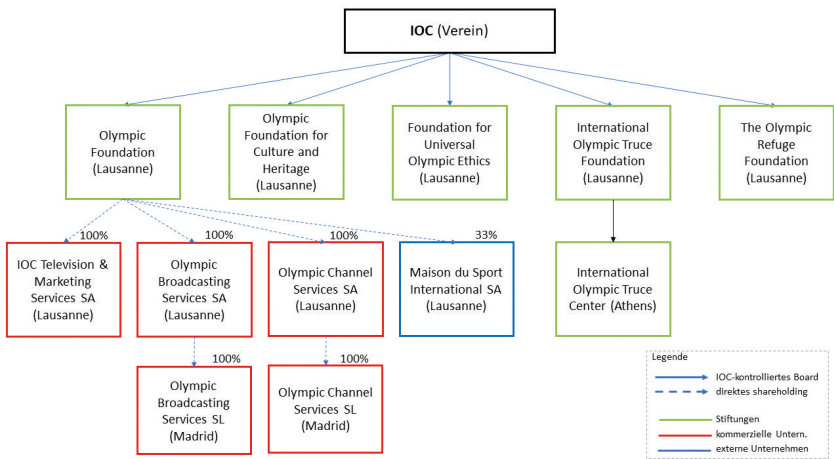 IOC (Verein)
Olympic
Foundation
(Lausanne)
Olympic
Foundation for
Culture and
Heritage
(Lausanne)
Foundation for
Universal
Olympic Ethics
(Lausanne)
International
Olympic Truce
Foundation
(Lausanne)
The Olympic
Refuge
Foundation
(Lausanne)
100%
100%
100%
33%
IOC Television &
Marketing
Services SA
(Lausanne)
Olympic
Broadcasting
Services SA
(Lausanne)
Olympic Channel
Services SA
(Lausanne)
Maison du Sport
International SA
(Lausanne)
International
Olympic Truce
Center (Athens)
100%
100%
Olympic
Broadcasting
Services SL
(Madrid)
Olympic Channel
Services SL
(Madrid)
Legende
IOC-kontrolliertes Board
direktes shareholding
Stiftungen
kommerzielle Untern.
externe Unternehmen